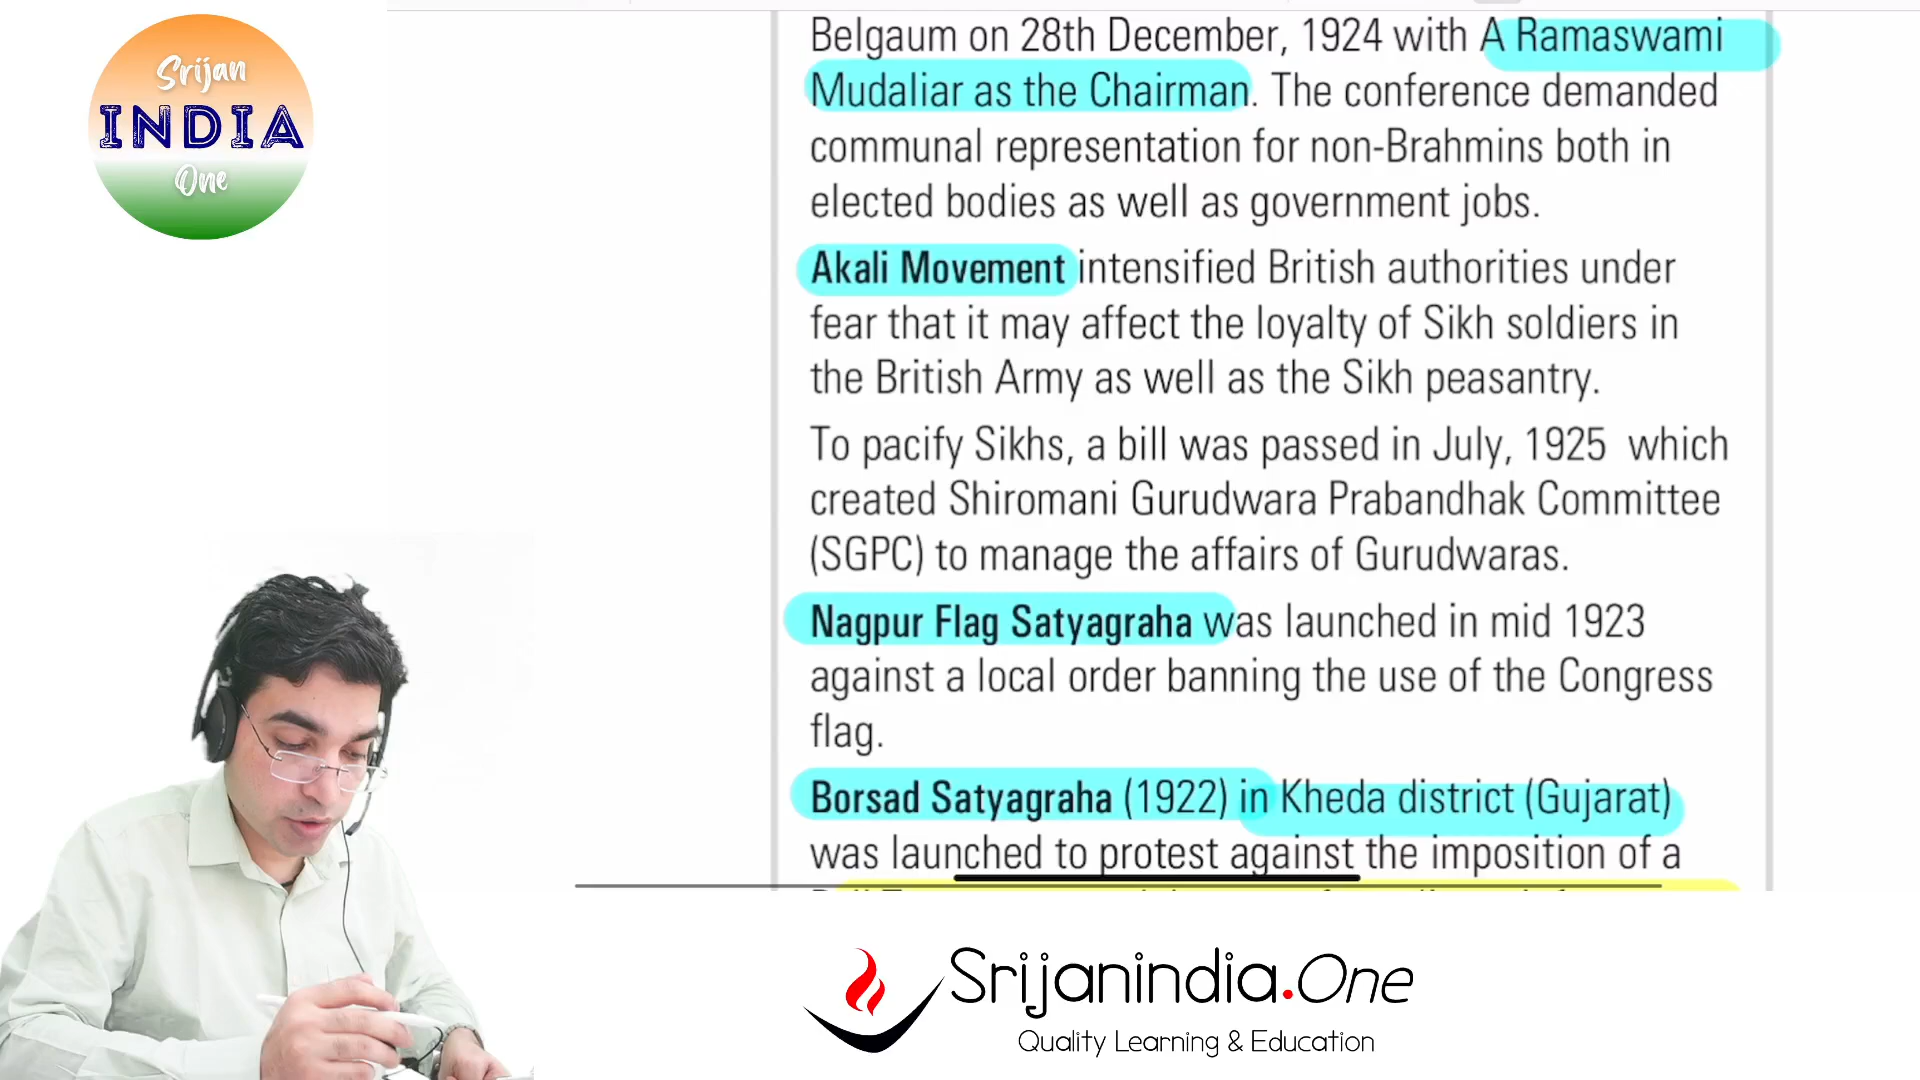 Srijan
INDIA
One
Belgaum on 28th December, 1924 with A Ramaswami
Mudaliar as the Chairman. The conference demanded
communal representation for non-Brahmins both in
elected bodies as well as government jobs.
Akali Movement intensified British authorities under
fear that it may affect the loyalty of Sikh soldiers in
the British Army as well as the Sikh peasantry.
To pacify Sikhs, a bill was passed in July, 1925 which
created Shiromani Gurudwara Prabandhak Committee
(SGPC) to manage the affairs of Gurudwaras.
Nagpur Flag Satyagraha was launched in mid 1923
against a local order banning the use of the Congress
flag.
Borsad Satyagraha (1922) in Kheda district (Gujarat)
was launched to protest against the imposition of a
Srijanindia.One
Quality Learning & Education